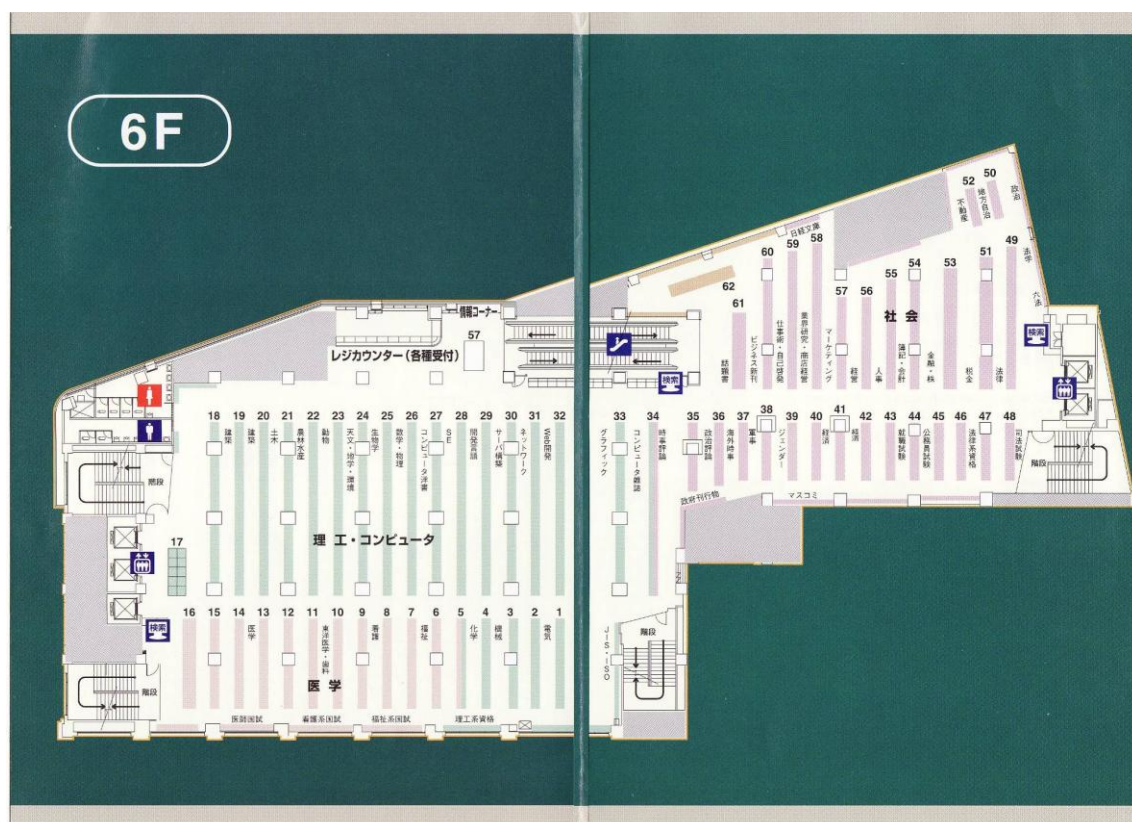 6F
52
50
不動産
地方自治
政治
日経文庫
60
59
58
55
54
53
51
49
法学
62
61
57
56
社会
六法
情報コーナー
57
レジカウンター(各種受付)
検索
検索
話題書
ビジネス新刊
仕事術・自己啓発
業界研究・商店経営
マーケティング
経営
人事
簿記・会計
金融・株
税金
法律
18
19
20
21
22
23
24
25
26
27
28
29
30
31
32
33
34
35
36
37
38
39
40
41
42
43
44
45
46
47
48
建築
建築
土木
農林水産
動物
天文・地学・環境
生物学
数学・物理
コンピュータ洋書
SE
開発言語
サーバ構築
ネットワーク
Web開発
グラフィック
コンピュータ雑誌
時事評論
政治評論
海外時事
軍事
ジェンダー
経済
経済
就職試験
公務員試験
法律系資格
司法試験
階段
階段
政府刊行物
マスコミ
17
理工・コンピュータ
検索
16
15
14
13
12
11
10
9
8
7
6
5
4
3
2
1
医学
東洋医学・歯科
看護
福祉
化学
機械
電気
JIS・ISO
階段
階段
医学
医師国試
看護系国試
福祉系国試
理工系資格